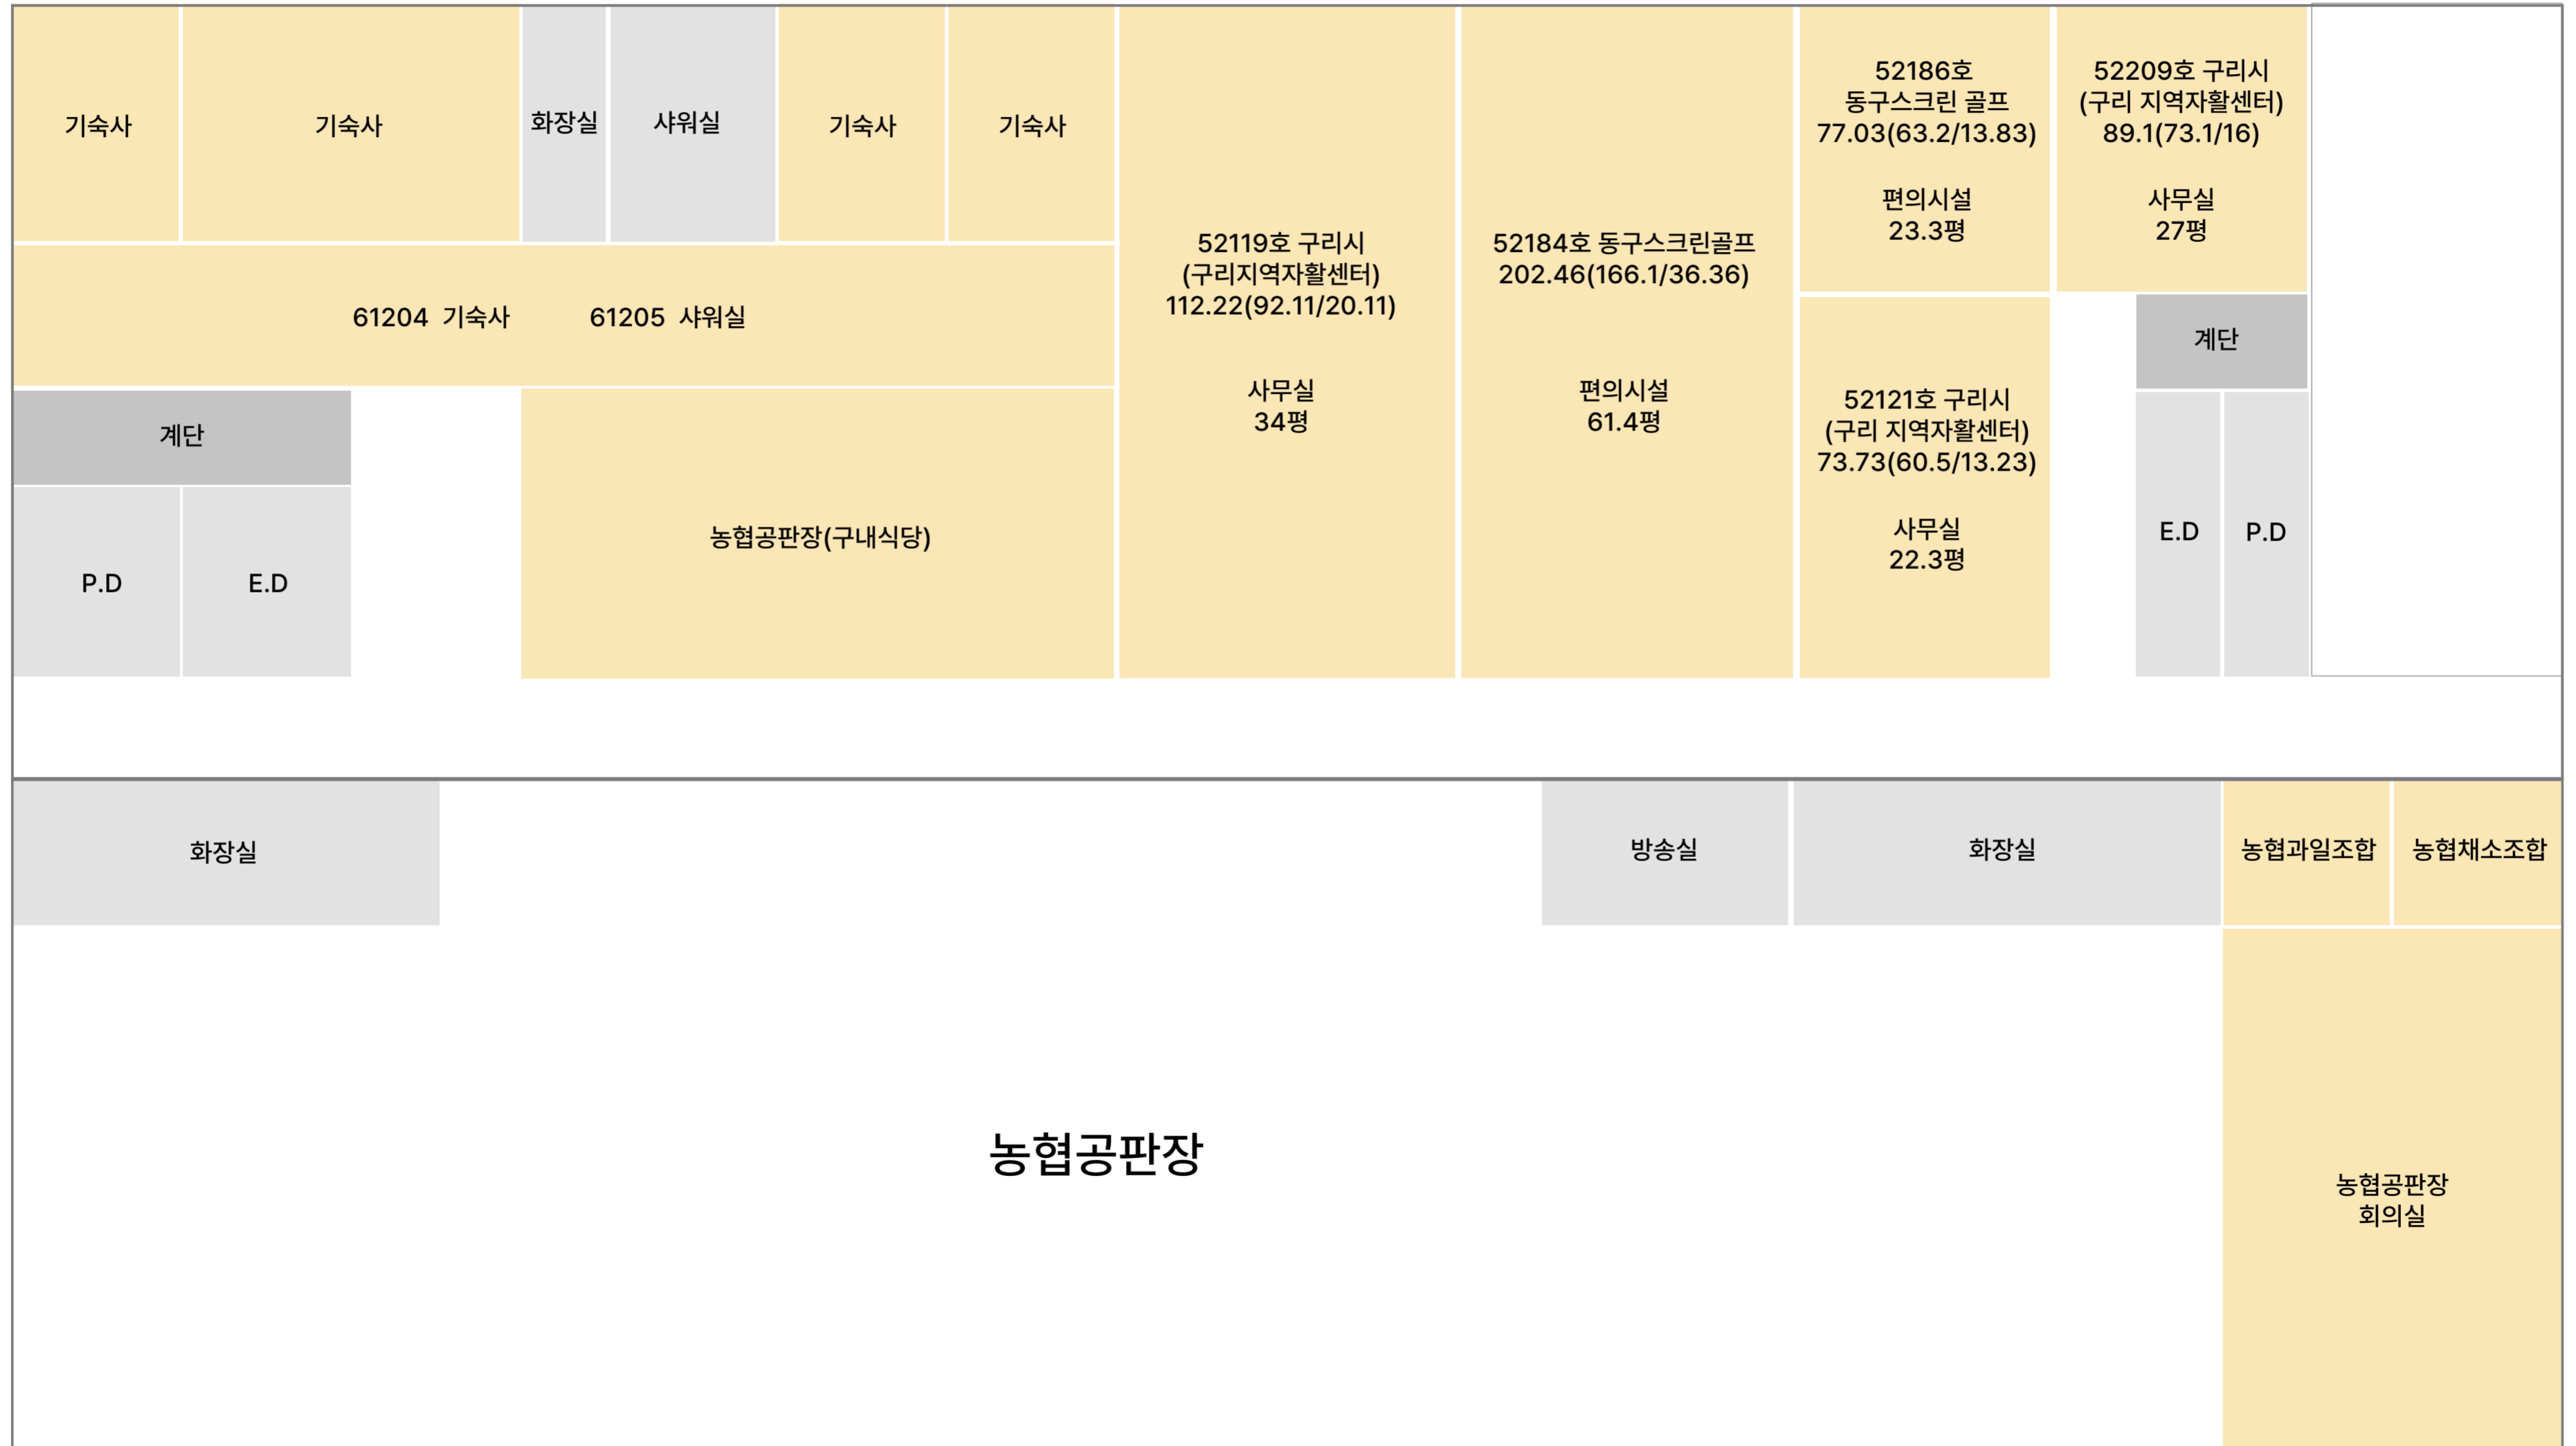 기숙사
기숙사
화장실
샤워실
기숙사
기숙사
61204 기숙사
61205 샤워실
계단
P.D
E.D
농협공판장(구내식당)
52119호 구리시
(구리지역자활센터)
112.22(92.11/20.11)
사무실
34평
52184호 동구스크린골프
202.46(166.1/36.36)
편의시설
61.4평
52186호
동구스크린 골프
77.03(63.2/13.83)
편의시설
23.3평
52209호 구리시
(구리 지역자활센터)
89.1(73.1/16)
사무실
27평
52121호 구리시
(구리 지역자활센터)
73.73(60.5/13.23)
사무실
22.3평
계단
E.D
P.D
화장실
방송실
화장실
농협과일조합
농협채소조합
농협공판장
농협공판장
회의실